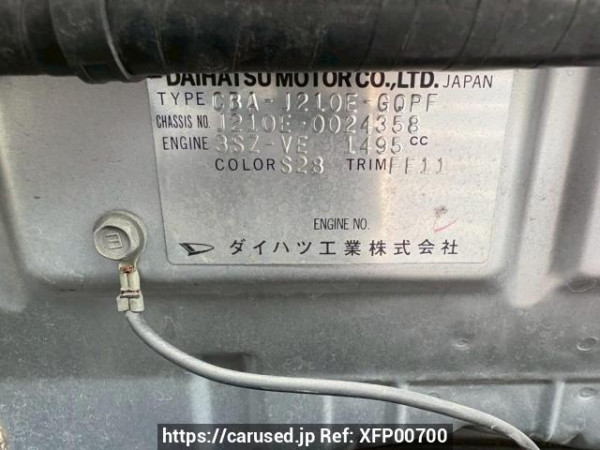 DAIHATSU MOTOR CO.,LTD. JAPAN
TYPE CBA-J210E-GQPF
CHASSIS NO. J210E-0024358
ENGINE 3SZ-VE 1495 CC
COLOR S28 TRIM FF11
ENGINE NO.
ダイハツ工業株式会社
https://carused.jp Ref: XFP00700